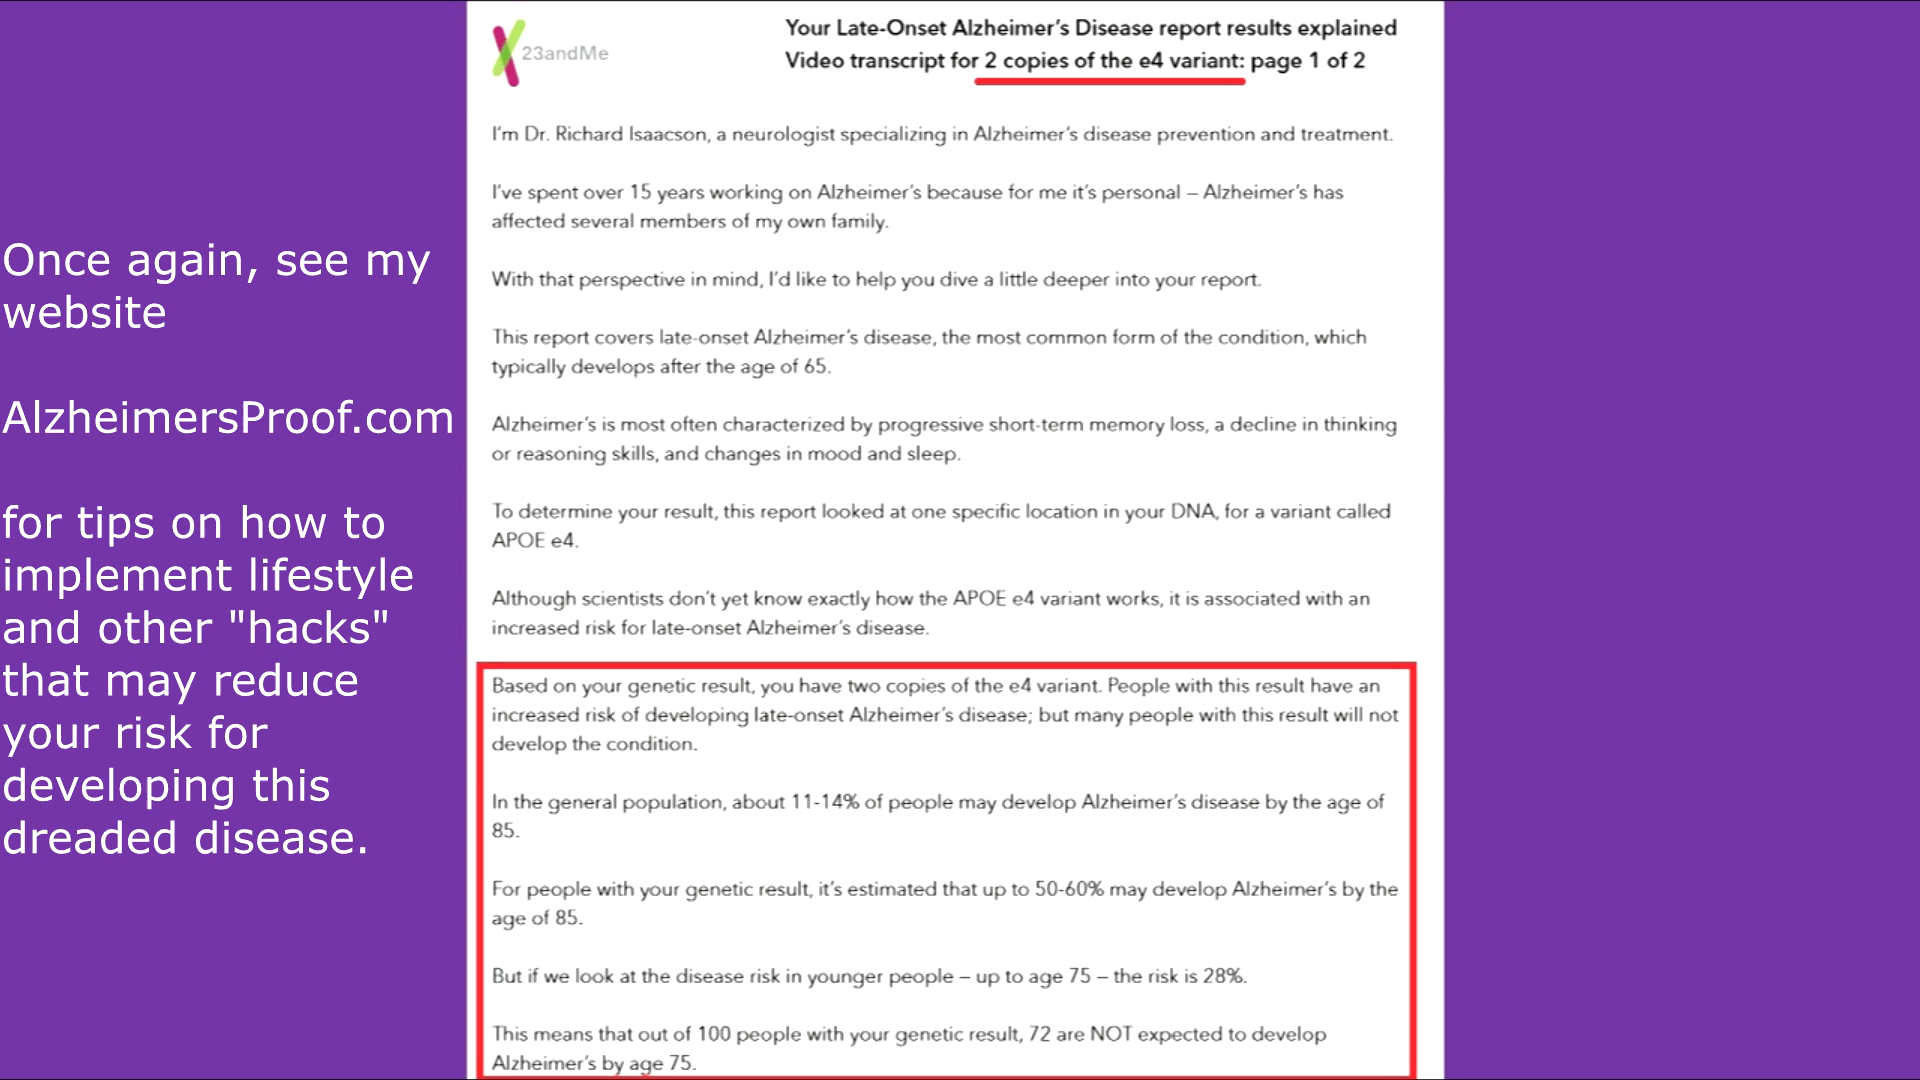 Once again, see my
website
AlzheimersProof.com
for tips on how to
implement lifestyle
and other "hacks"
that may reduce
your risk for
developing this
dreaded disease.
23andMe
Your Late-Onset Alzheimer's Disease report results explained
Video transcript for 2 copies of the e4 variant: page 1 of 2
I'm Dr. Richard Isaacson, a neurologist specializing in Alzheimer's disease prevention and treatment.
I've spent over 15 years working on Alzheimer's because for me it's personal – Alzheimer's has
affected several members of my own family.
With that perspective in mind, I'd like to help you dive a little deeper into your report.
This report covers late-onset Alzheimer's disease, the most common form of the condition, which
typically develops after the age of 65.
Alzheimer's is most often characterized by progressive short-term memory loss, a decline in thinking
or reasoning skills, and changes in mood and sleep.
To determine your result, this report looked at one specific location in your DNA, for a variant called
APOE e4.
Although scientists don't yet know exactly how the APOE e4 variant works, it is associated with an
increased risk for late-onset Alzheimer's disease.
Based on your genetic result, you have two copies of the e4 variant. People with this result have an
increased risk of developing late-onset Alzheimer's disease; but many people with this result will not
develop the condition.
In the general population, about 11-14% of people may develop Alzheimer's disease by the age of
85.
For people with your genetic result, it's estimated that up to 50-60% may develop Alzheimer's by the
age of 85.
But if we look at the disease risk in younger people – up to age 75 – the risk is 28%.
This means that out of 100 people with your genetic result, 72 are NOT expected to develop
Alzheimer's by age 75.